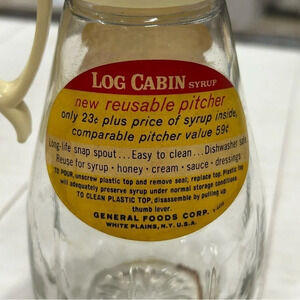 LOG CABIN SYRUP
new reusable pitcher
only 23¢ plus price of syrup inside,
comparable pitcher value 59¢
Long-life snap spout...Easy to clean...Dishwasher safe
Reuse for syrup · honey · cream · sauce · dressings
TO POUR, unscrew plastic top and remove seal; replace top. Plastic top
will adequately preserve syrup under normal storage conditions
TO CLEAN PLASTIC TOP, disassemble by pulling up
thumb lever.
GENERAL FOODS CORP.
WHITE PLAINS, N.Y. U.S.A.